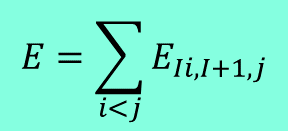 E = ∑_{i<j} E_{Ii,I+1,j}